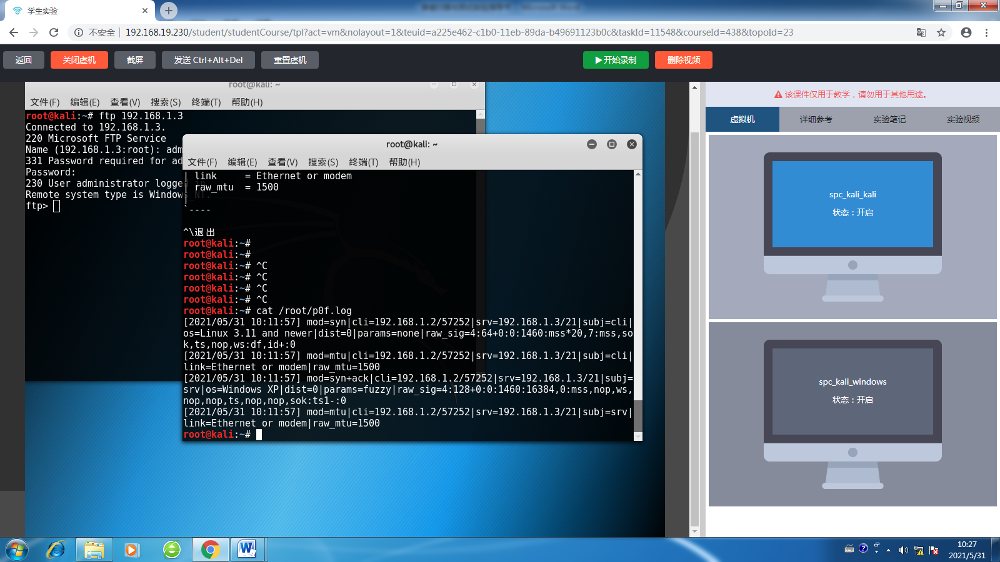 学生实验
不安全
192.168.19.230/student/studentCourse/tpl?act=vm&nolayout=1&teuid=a225e462-c1b0-11eb-89da-b49691123b0c&taskId=11548&courseId=438&topoId=23
返回 关闭虚机 截屏 发送 Ctrl+Alt+Del 重置虚机 开始录制 删除视频
root@kali: ~
文件(F) 编辑(E) 查看(V) 搜索(S) 终端(T) 帮助(H)
root@kali:~# ftp 192.168.1.3
Connected to 192.168.1.3.
220 Microsoft FTP Service
Name (192.168.1.3:root): adm
331 Password required for ad
Password:
230 User administrator logge
Remote system type is Windows_NT.
ftp>
root@kali: ~
文件(F) 编辑(E) 查看(V) 搜索(S) 终端(T) 帮助(H)
| link     = Ethernet or modem
| raw_mtu  = 1500
|
`----
^\退出
root@kali:~#
root@kali:~#
root@kali:~# ^C
root@kali:~# ^C
root@kali:~# ^C
root@kali:~# ^C
root@kali:~# cat /root/p0f.log
[2021/05/31 10:11:57] mod=syn|cli=192.168.1.2/57252|srv=192.168.1.3/21|subj=cli|
os=Linux 3.11 and newer|dist=0|params=none|raw_sig=4:64+0:0:1460:mss*20,7:mss,so
k,ts,nop,ws:df,id+:0
[2021/05/31 10:11:57] mod=mtu|cli=192.168.1.2/57252|srv=192.168.1.3/21|subj=cli|
link=Ethernet or modem|raw_mtu=1500
[2021/05/31 10:11:57] mod=syn+ack|cli=192.168.1.2/57252|srv=192.168.1.3/21|subj=
srv|os=Windows XP|dist=0|params=fuzzy|raw_sig=4:128+0:0:1460:16384,0:mss,nop,ws,
nop,nop,ts,nop,nop,sok:ts1-:0
[2021/05/31 10:11:57] mod=mtu|cli=192.168.1.2/57252|srv=192.168.1.3/21|subj=srv|
link=Ethernet or modem|raw_mtu=1500
root@kali:~#
该课件仅用于教学，请勿用于其他用途。
虚拟机 详细参考 实验笔记 实验视频
spc_kali_kali
状态：开启
spc_kali_windows
状态：开启
10:27
2021/5/31